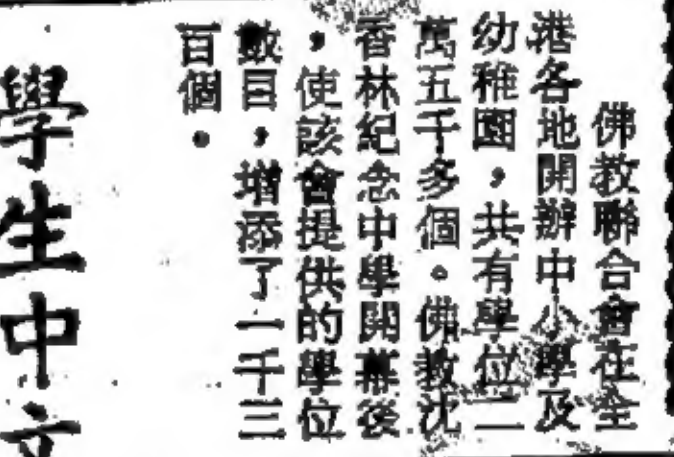 佛教聯合會在全
港各地開辦中小學及
幼稚園，共有學位二
萬五千多個。佛教沈
香林紀念中學開幕後
，使該會提供的學位
數目，增添了一千三
百個。
學生中文